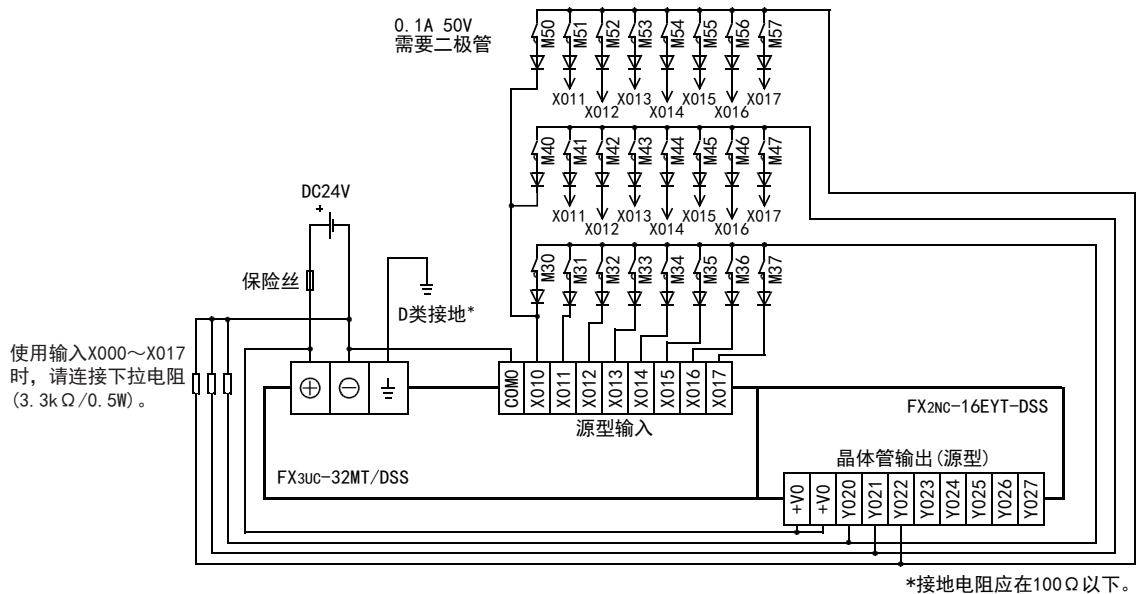 0.1A 50V
需要二极管
M50 M51 M52 M53 M54 M55 M56 M57
X011 X013 X015 X017
X012 X014 X016
M40 M41 M42 M43 M44 M45 M46 M47
X011 X013 X015 X017
X012 X014 X016
DC24V
+
M30 M31 M32 M33 M34 M35 M36 M37
保险丝
D类接地*
使用输入X000～X017
时，请连接下拉电阻
(3.3kΩ/0.5W)。
+ −
COM0 X010 X011 X012 X013 X014 X015 X016 X017
源型输入
FX2NC-16EYT-DSS
晶体管输出(源型)
FX3UC-32MT/DSS
+V0 +V0 Y020 Y021 Y022 Y023 Y024 Y025 Y026 Y027
*接地电阻应在100Ω以下。